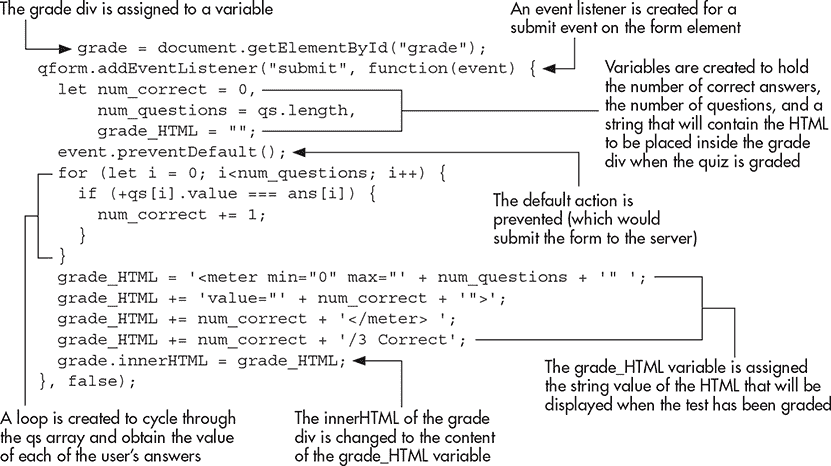 The grade div is assigned to a variable
An event listener is created for a
submit event on the form element
grade = document.getElementById("grade");
qform.addEventListener("submit", function(event) {
let num_correct = 0,
num_questions = qs.length,
grade_HTML = "";
Variables are created to hold
the number of correct answers,
the number of questions, and a
string that will contain the HTML
to be placed inside the grade
div when the quiz is graded
event.preventDefault();
for (let i = 0; i<num_questions; i++) {
if (+qs[i].value === ans[i]) {
num_correct += 1;
}
}
The default action is
prevented (which would
submit the form to the server)
grade_HTML = '<meter min="0" max="' + num_questions + '" ';
grade_HTML += 'value="' + num_correct + '">';
grade_HTML += num_correct + '</meter> ';
grade_HTML += num_correct + '/3 Correct';
grade.innerHTML = grade_HTML;
}, false);
The grade_HTML variable is assigned
the string value of the HTML that will be
displayed when the test has been graded
A loop is created to cycle through
the qs array and obtain the value
of each of the user's answers
The innerHTML of the grade
div is changed to the content
of the grade_HTML variable